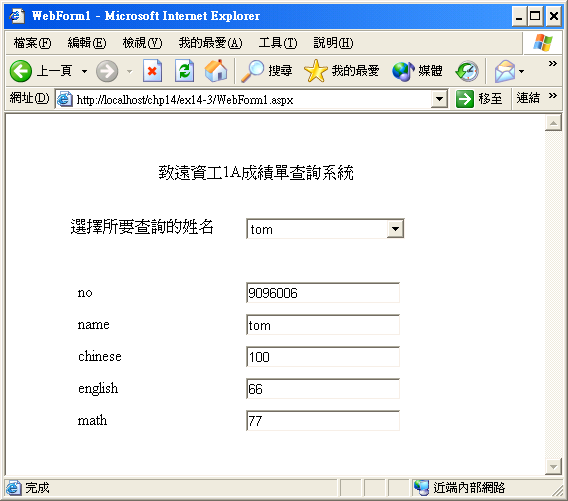 WebForm1 - Microsoft Internet Explorer
檔案(F) 編輯(E) 檢視(V) 我的最愛(A) 工具(T) 說明(H)
上一頁 搜尋 我的最愛 媒體
網址(D) http://localhost/chp14/ex14-3/WebForm1.aspx 移至 連結
致遠資工1A成績單查詢系統
選擇所要查詢的姓名 tom
no 9096006
name tom
chinese 100
english 66
math 77
完成 近端內部網路